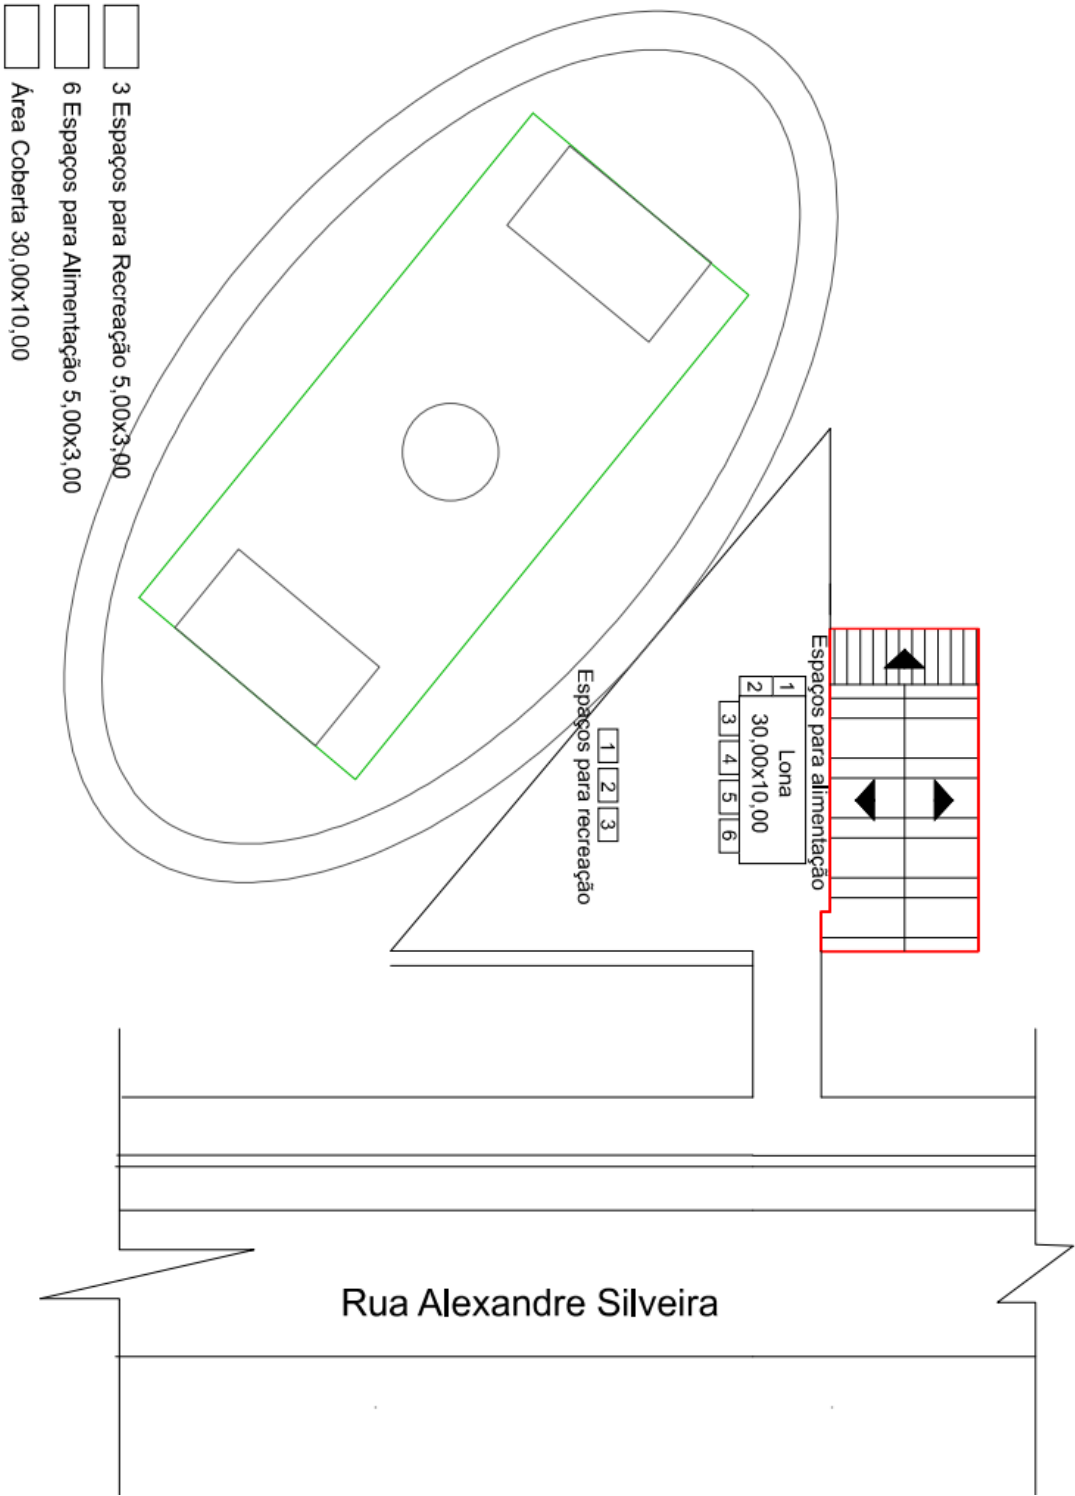 3 Espaços para Recreação 5,00x3,00
6 Espaços para Alimentação 5,00x3,00
Área Coberta 30,00x10,00
Espaços para alimentação
1
2
Lona
30,00x10,00
3 4 5 6
1 2 3
Espaços para recreação
Rua Alexandre Silveira